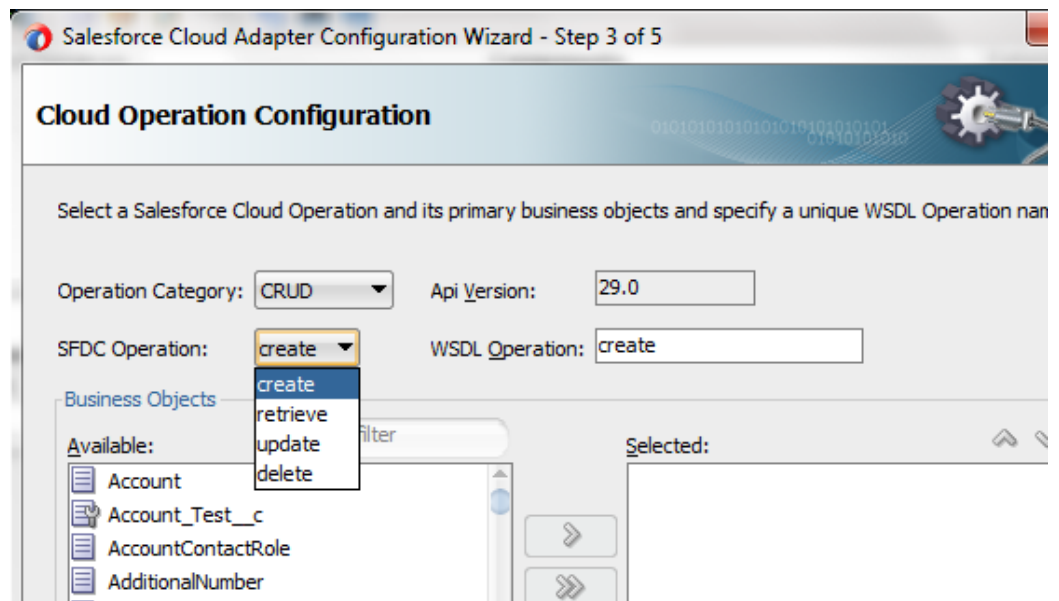 Salesforce Cloud Adapter Configuration Wizard - Step 3 of 5
Cloud Operation Configuration
Select a Salesforce Cloud Operation and its primary business objects and specify a unique WSDL Operation
Operation Category: CRUD Api Version: 29.0
SFDC Operation: create WSDL Operation: create
create
retrieve
update
delete
Business Objects
Available: Selected:
Account
Account_Test__c
AccountContactRole
AdditionalNumber